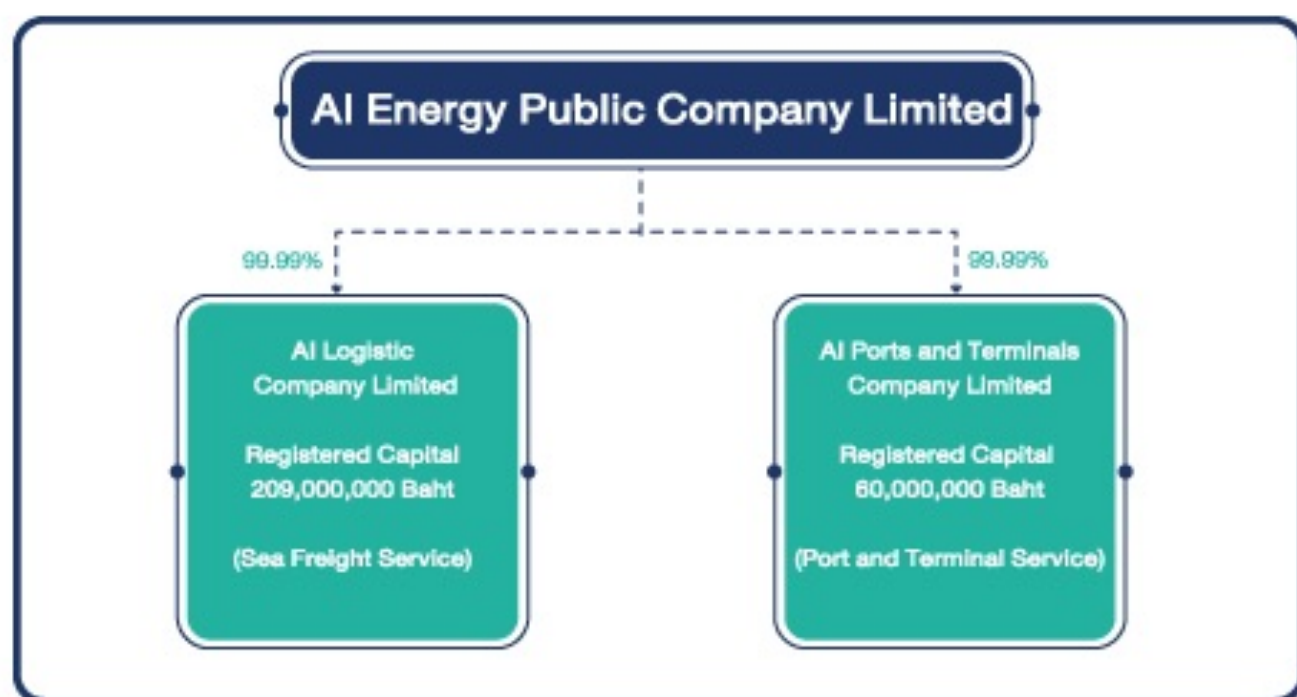 AI Energy Public Company Limited
99.99%
99.99%
AI Logistic
Company Limited
Registered Capital
209,000,000 Baht
(Sea Freight Service)
AI Ports and Terminals
Company Limited
Registered Capital
60,000,000 Baht
(Port and Terminal Service)